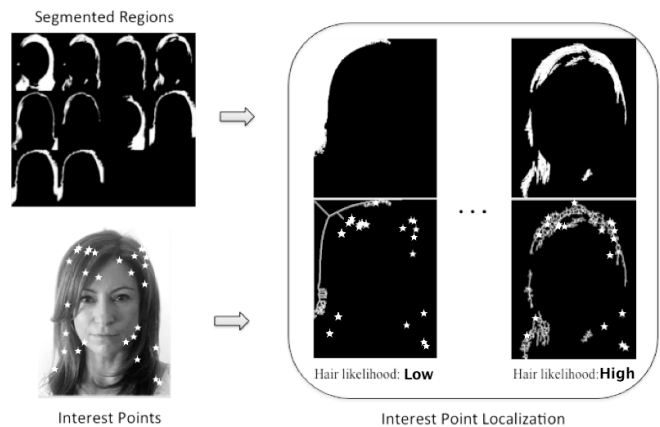 Segmented Regions
. . .
Hair likelihood: Low
Hair likelihood:High
Interest Points
Interest Point Localization